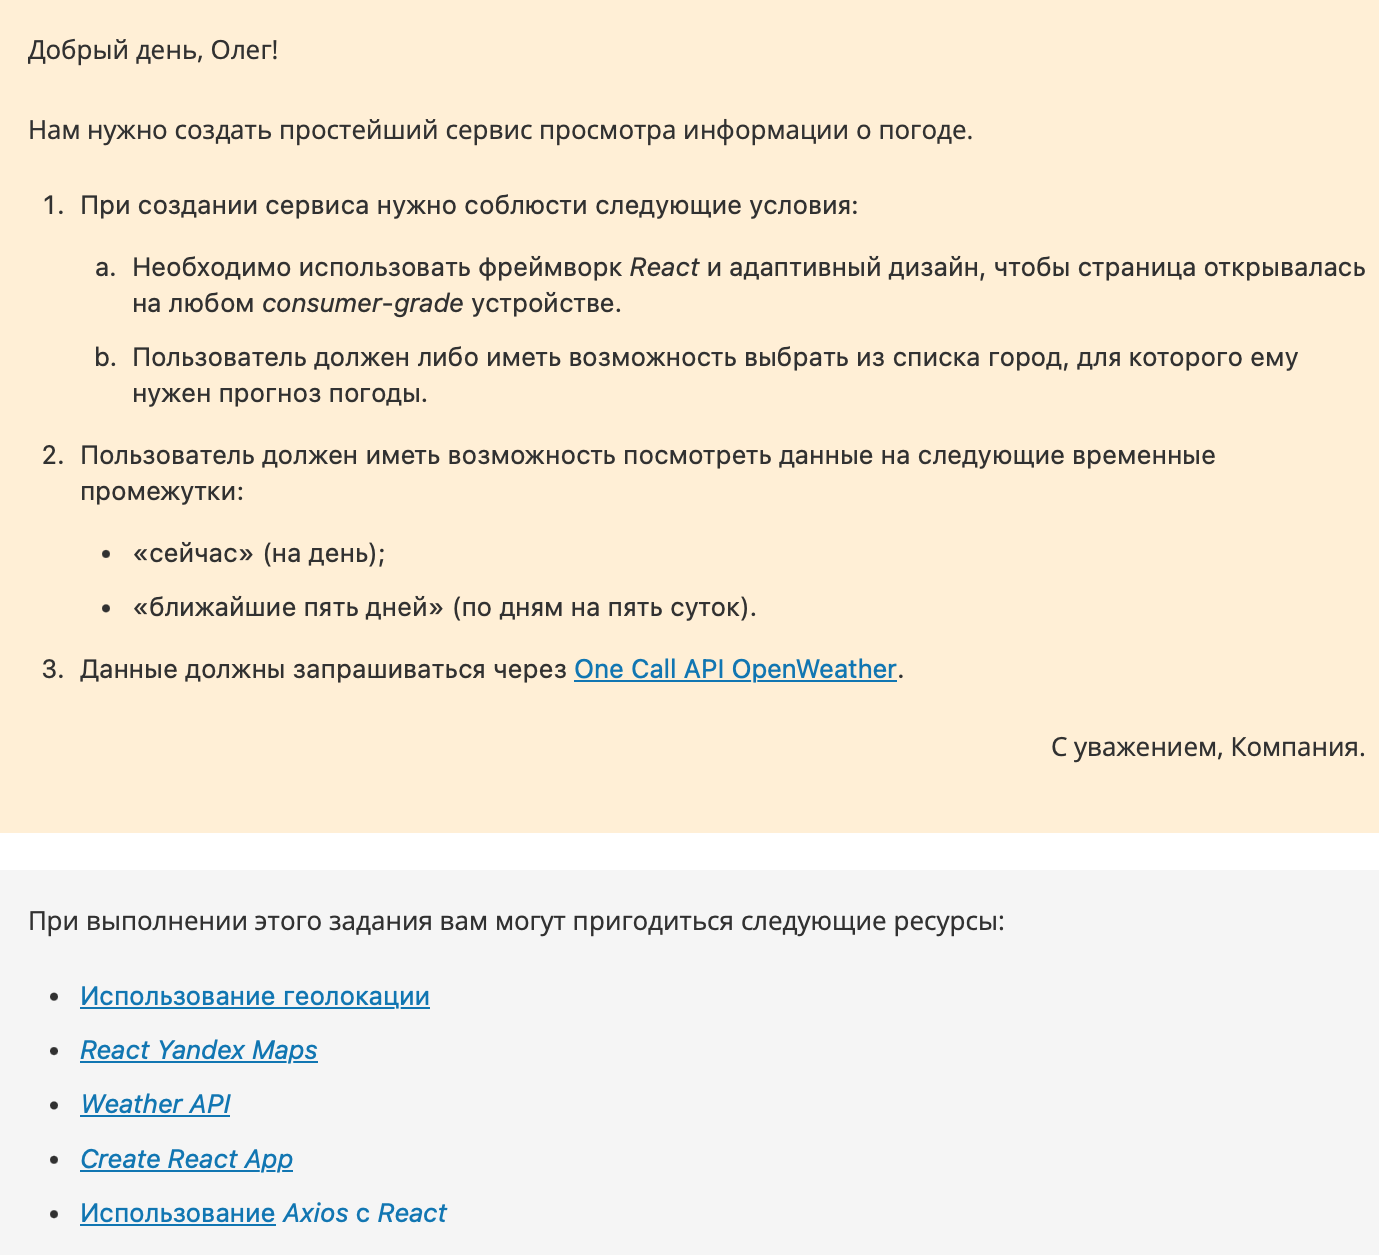 Добрый день, Олег!
Нам нужно создать простейший сервис просмотра информации о погоде.
1. При создании сервиса нужно соблюсти следующие условия:
a. Необходимо использовать фреймворк React и адаптивный дизайн, чтобы страница открывалась
на любом consumer-grade устройстве.
b. Пользователь должен либо иметь возможность выбрать из списка город, для которого ему
нужен прогноз погоды.
2. Пользователь должен иметь возможность посмотреть данные на следующие временные
промежутки:
• «сейчас» (на день);
• «ближайшие пять дней» (по дням на пять суток).
3. Данные должны запрашиваться через One Call API OpenWeather.
С уважением, Компания.
При выполнении этого задания вам могут пригодиться следующие ресурсы:
• Использование геолокации
• React Yandex Maps
• Weather API
• Create React App
• Использование Axios с React